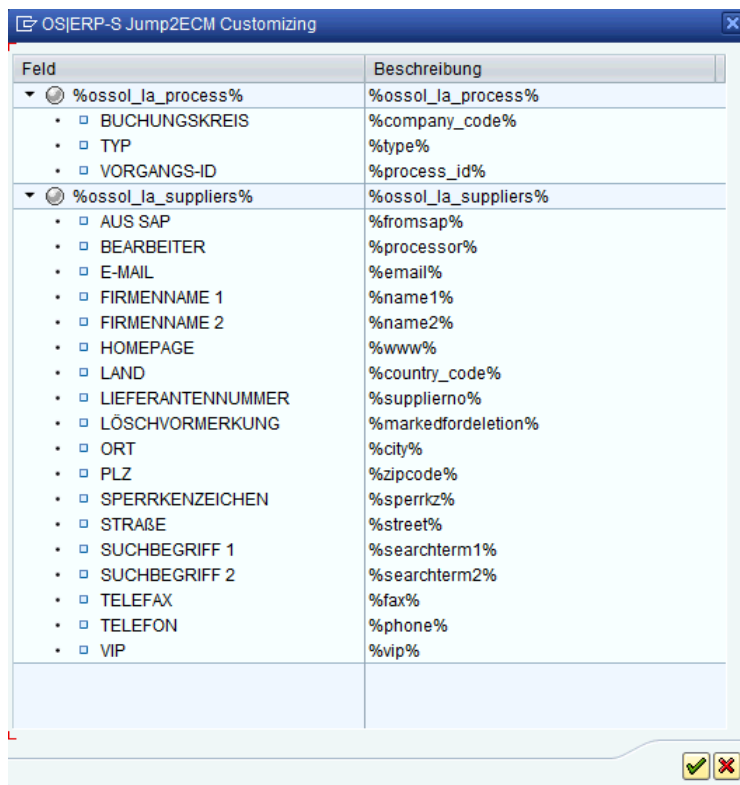 OS|ERP-S Jump2ECM Customizing
Feld Beschreibung
%ossol_la_process% %ossol_la_process%
BUCHUNGSKREIS %company_code%
TYP %type%
VORGANGS-ID %process_id%
%ossol_la_suppliers% %ossol_la_suppliers%
AUS SAP %fromsap%
BEARBEITER %processor%
E-MAIL %email%
FIRMENNAME 1 %name1%
FIRMENNAME 2 %name2%
HOMEPAGE %www%
LAND %country_code%
LIEFERANTENNUMMER %supplierno%
LÖSCHVORMERKUNG %markedfordeletion%
ORT %city%
PLZ %zipcode%
SPERRKENZEICHEN %sperrkz%
STRAßE %street%
SUCHBEGRIFF 1 %searchterm1%
SUCHBEGRIFF 2 %searchterm2%
TELEFAX %fax%
TELEFON %phone%
VIP %vip%